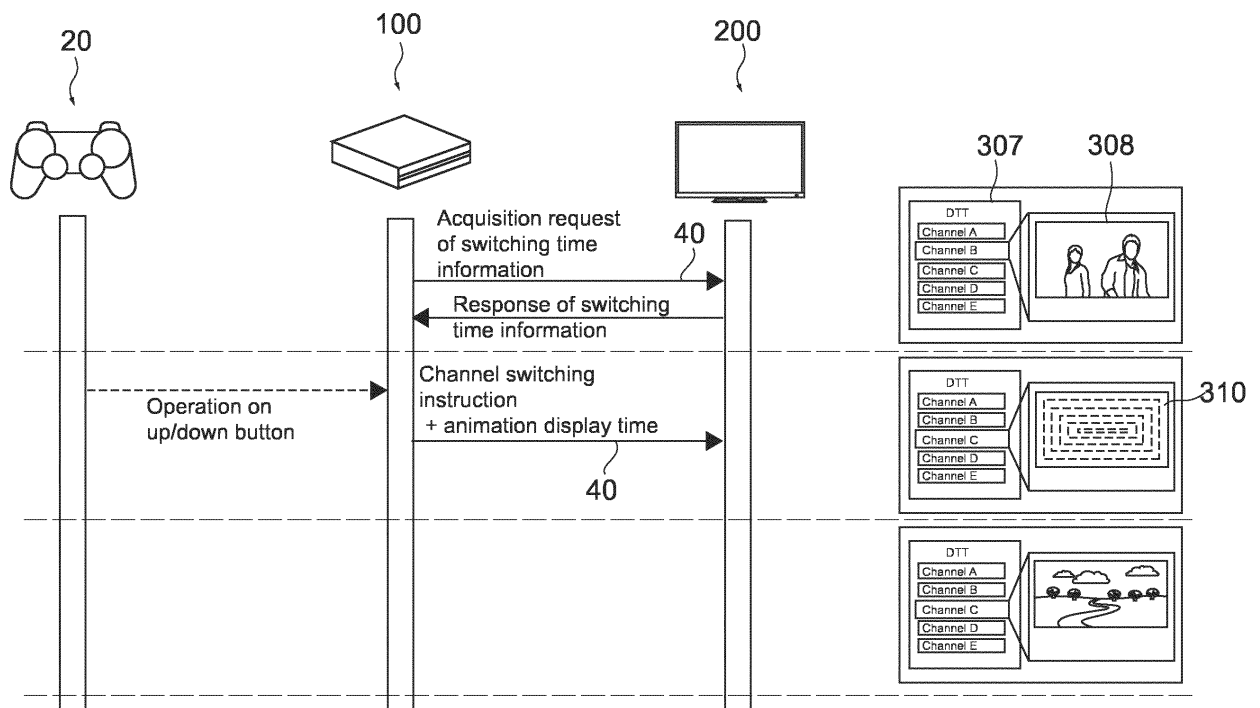 20
100
200
307
308
Acquisition request
of switching time
information
40
Response of switching
time information
DTT
Channel A
Channel B
Channel C
Channel D
Channel E
Operation on
up/down button
Channel switching
instruction
+ animation display time
40
DTT
Channel A
Channel B
Channel C
Channel D
Channel E
310
DTT
Channel A
Channel B
Channel C
Channel D
Channel E